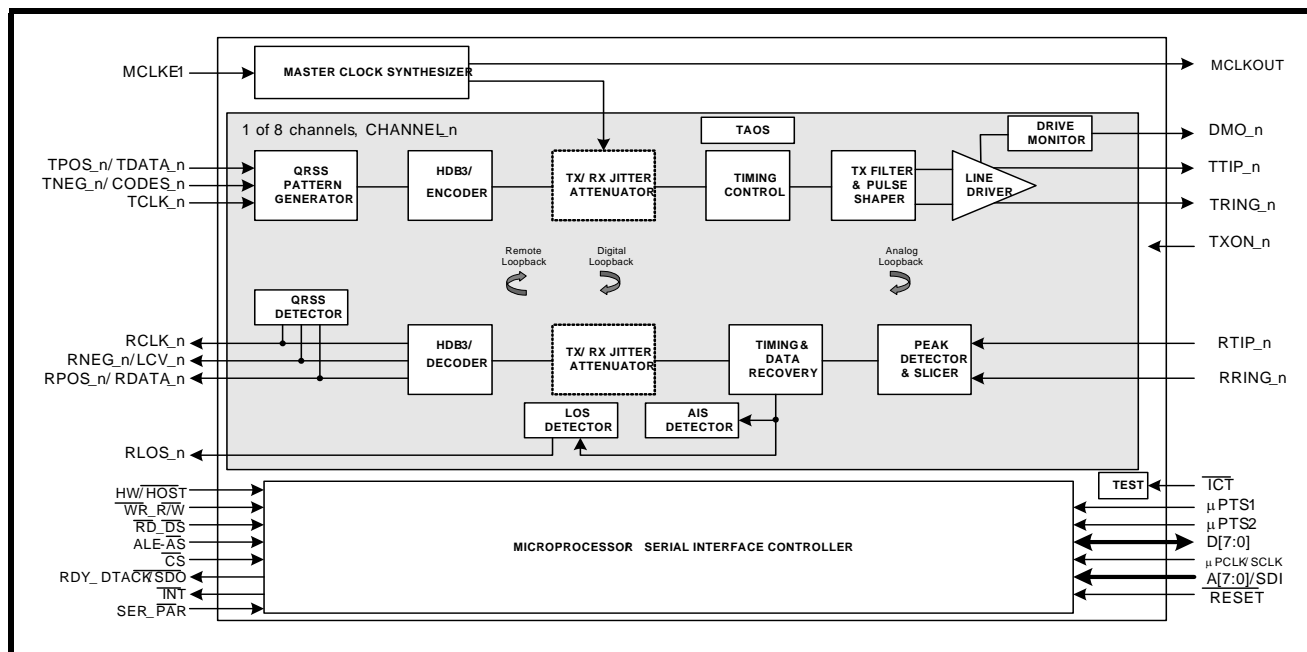 MCLKE1
MASTER CLOCK SYNTHESIZER
MCLKOUT
1 of 8 channels, CHANNEL_n
TAOS
DRIVE
MONITOR
DMO_n
TPOS_n/ TDATA_n
TNEG_n/ CODES_n
TCLK_n
QRSS
PATTERN
GENERATOR
HDB3/
ENCODER
TX/ RX JITTER
ATTENUATOR
TIMING
CONTROL
TX FILTER
& PULSE
SHAPER
LINE
DRIVER
TTIP_n
TRING_n
TXON_n
Remote
Loopback
Digital
Loopback
Analog
Loopback
QRSS
DETECTOR
RCLK_n
RNEG_n/LCV_n
RPOS_n/ RDATA_n
HDB3/
DECODER
TX/ RX JITTER
ATTENUATOR
TIMING &
DATA
RECOVERY
PEAK
DETECTOR
& SLICER
RTIP_n
RRING_n
LOS
DETECTOR
AIS
DETECTOR
RLOS_n
TEST
ICT
HW/HOST
WR_R/W
RD_DS
ALE-AS
CS
RDY_DTACK/SDO
INT
SER_PAR
MICROPROCESSOR SERIAL INTERFACE CONTROLLER
μPTS1
μPTS2
D[7:0]
μPCLK/SCLK
A[7:0]/SDI
RESET